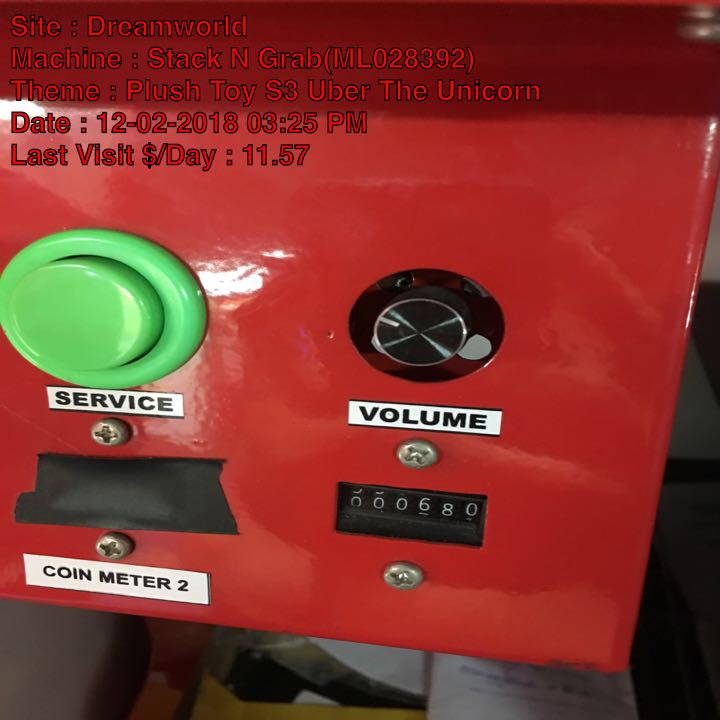 Site : Dreamworld
Machine : Stack N Grab(ML028392)
Theme : Plush Toy S3 Uber The Unicorn
Date : 12-02-2018 03:25 PM
Last Visit $/Day : 11.57
SERVICE
VOLUME
000680
COIN METER 2